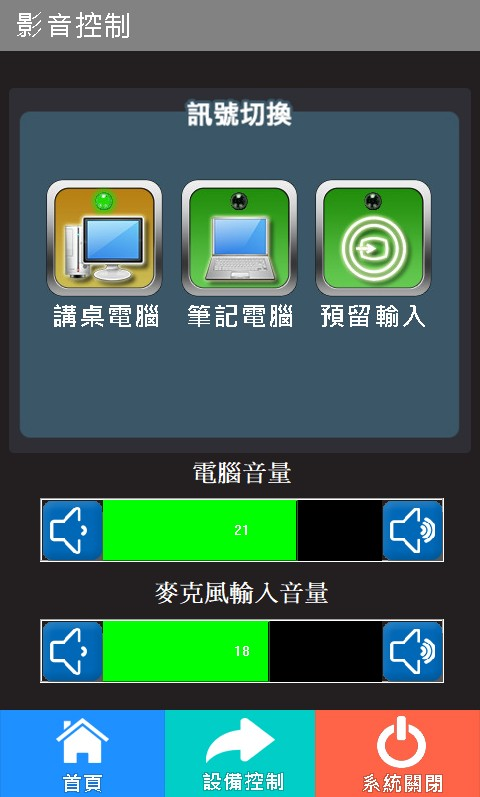 影音控制
訊號切換
講桌電腦 筆記電腦 預留輸入
電腦音量
21
麥克風輸入音量
18
首頁 設備控制 系統關閉